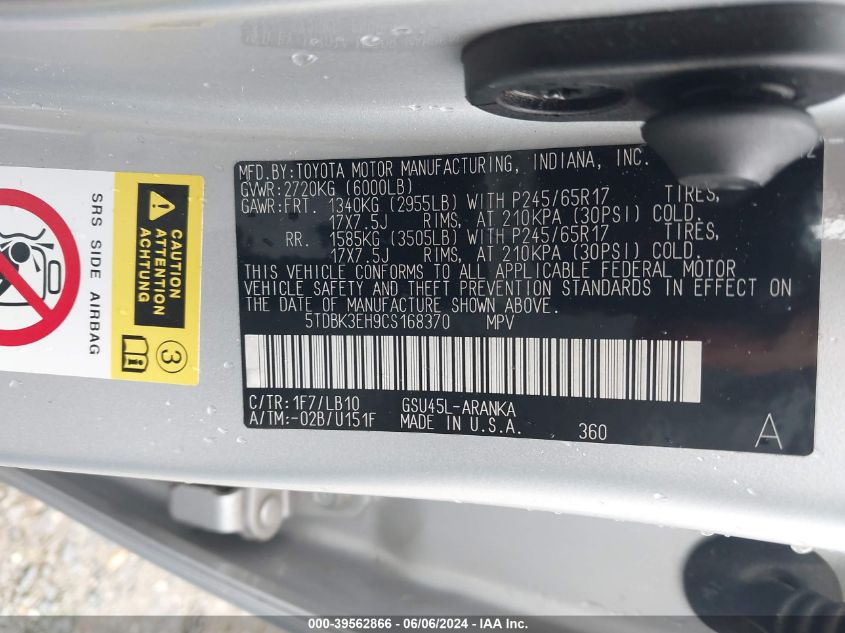 MFD.BY:TOYOTA MOTOR MANUFACTURING, INDIANA, INC.
GVWR:2720KG (6000LB)
GAWR:FRT. 1340KG (2955LB) WITH P245/65R17 TIRES,
17X7.5J RIMS, AT 210KPA (30PSI) COLD.
RR. 1585KG (3505LB) WITH P245/65R17 TIRES,
17X7.5J RIMS, AT 210KPA (30PSI) COLD.
THIS VEHICLE CONFORMS TO ALL APPLICABLE FEDERAL MOTOR
VEHICLE SAFETY AND THEFT PREVENTION STANDARDS IN EFFECT ON
THE DATE OF MANUFACTURE SHOWN ABOVE.
5TDBK3EH9CS168370 MPV
C/TR:1F7/LB10 GSU45L-ARANKA
A/TM:-02B/U151F MADE IN U.S.A. 360 A
SRS SIDE AIRBAG
CAUTION
ATTENTION
ACHTUNG
3
000-39562866 - 06/06/2024 - IAAI.COM